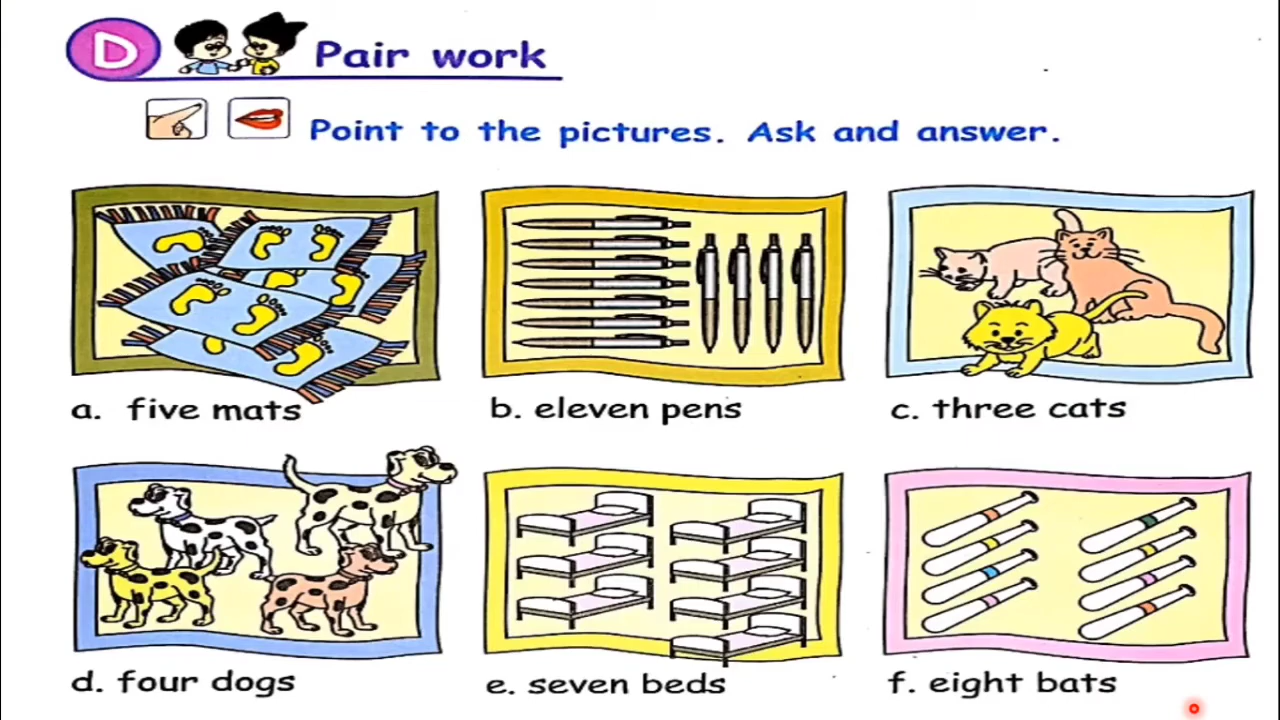 D Pair work
Point to the pictures. Ask and answer.
a. five mats
b. eleven pens
c. three cats
d. four dogs
e. seven beds
f. eight bats